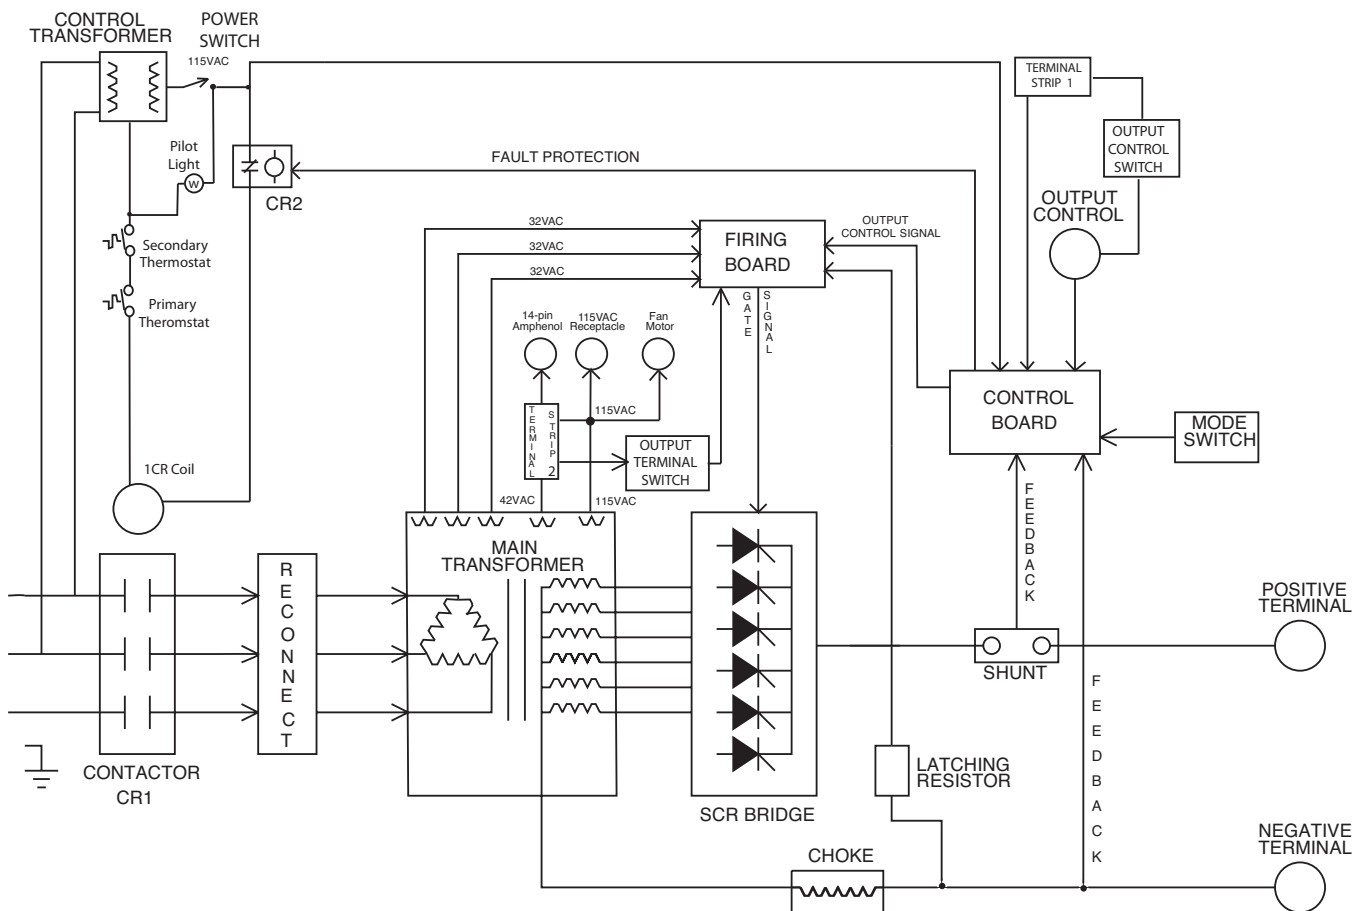 CONTROL
TRANSFORMER
POWER
SWITCH
115VAC
TERMINAL
STRIP 1
OUTPUT
CONTROL
SWITCH
Pilot
Light
W
FAULT PROTECTION
CR2
OUTPUT
CONTROL
Secondary
Thermostat
Primary
Theromstat
32VAC
32VAC
32VAC
FIRING
BOARD
OUTPUT
CONTROL SIGNAL
GATE
SIGNAL
14-pin
Amphenol
115VAC
Receptacle
Fan
Motor
TERMINAL
STRIP 2
115VAC
OUTPUT
TERMINAL
SWITCH
CONTROL
BOARD
MODE
SWITCH
1CR Coil
42VAC
115VAC
MAIN
TRANSFORMER
RECONNECT
FEEDBACK
POSITIVE
TERMINAL
SHUNT
FEEDBACK
CONTACTOR
CR1
LATCHING
RESISTOR
SCR BRIDGE
CHOKE
NEGATIVE
TERMINAL